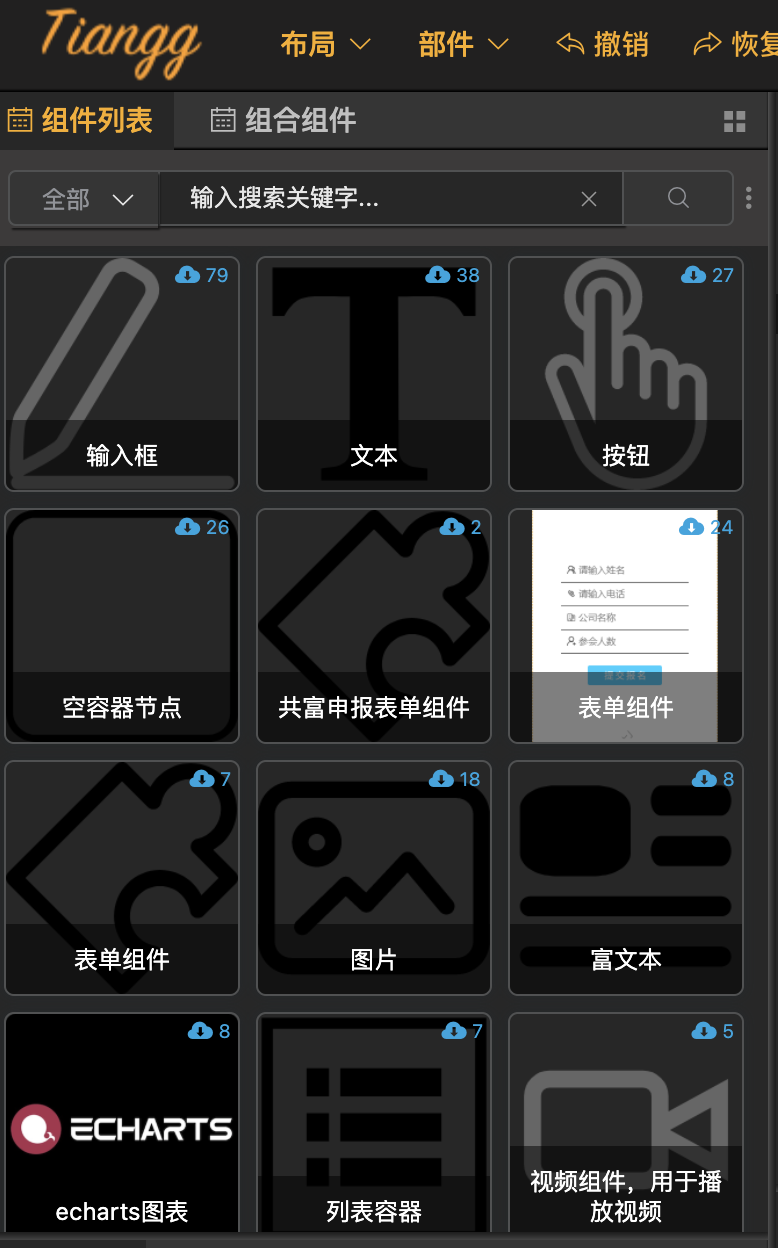 Tiangg
布局 部件 撤销 恢复
组件列表 组合组件
全部 输入搜索关键字...
79 38 27
输入框 文本 按钮
26 2 24
请输入姓名
请输入电话
公司名称
参会人数
提交报名
空容器节点 共富申报表单组件 表单组件
7 18 8
表单组件 图片 富文本
8 7 5
ECHARTS
视频组件，用于播
echarts图表 列表容器 放视频